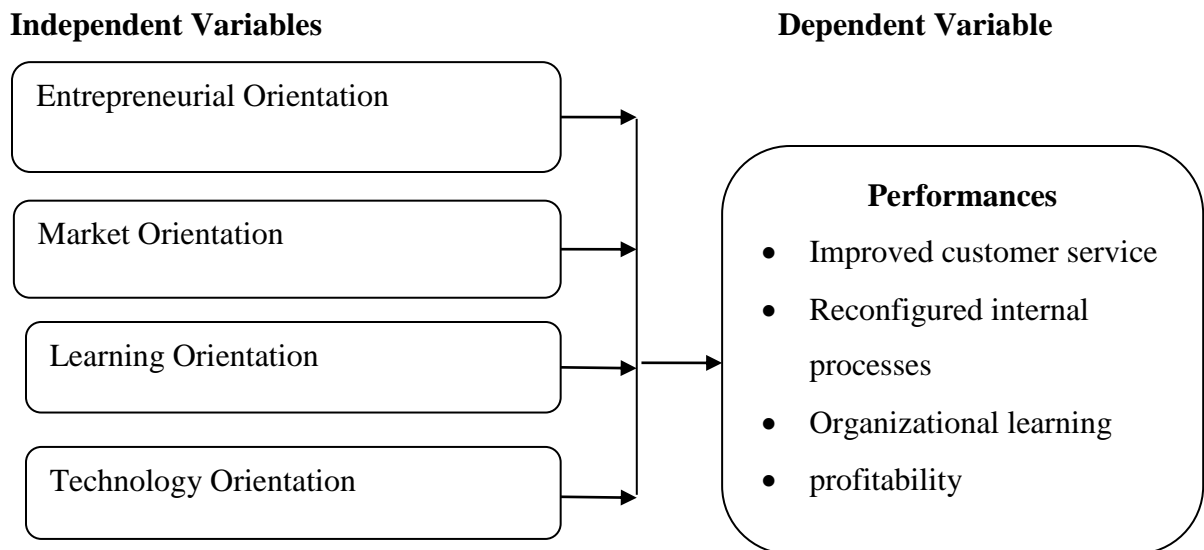 Independent Variables
Dependent Variable
Entrepreneurial Orientation
Market Orientation
Learning Orientation
Technology Orientation
Performances
• Improved customer service
• Reconfigured internal
processes
• Organizational learning
• profitability